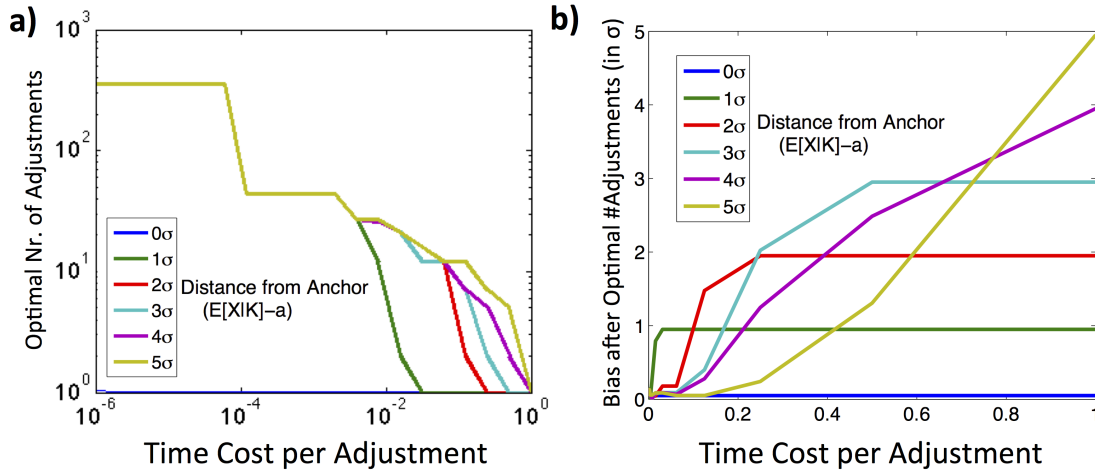 a)
Optimal Nr. of Adjustments
10³
10²
10¹
10⁰
0σ
1σ
2σ
3σ
4σ
5σ
Distance from Anchor
(E[X|K]-a)
10⁻⁶
10⁻⁴
10⁻²
10⁰
Time Cost per Adjustment
b)
Bias after Optimal #Adjustments (in σ)
5
4
3
2
1
0
0σ
1σ
2σ
3σ
4σ
5σ
Distance from Anchor
(E[X|K]-a)
0
0.2
0.4
0.6
0.8
1
Time Cost per Adjustment